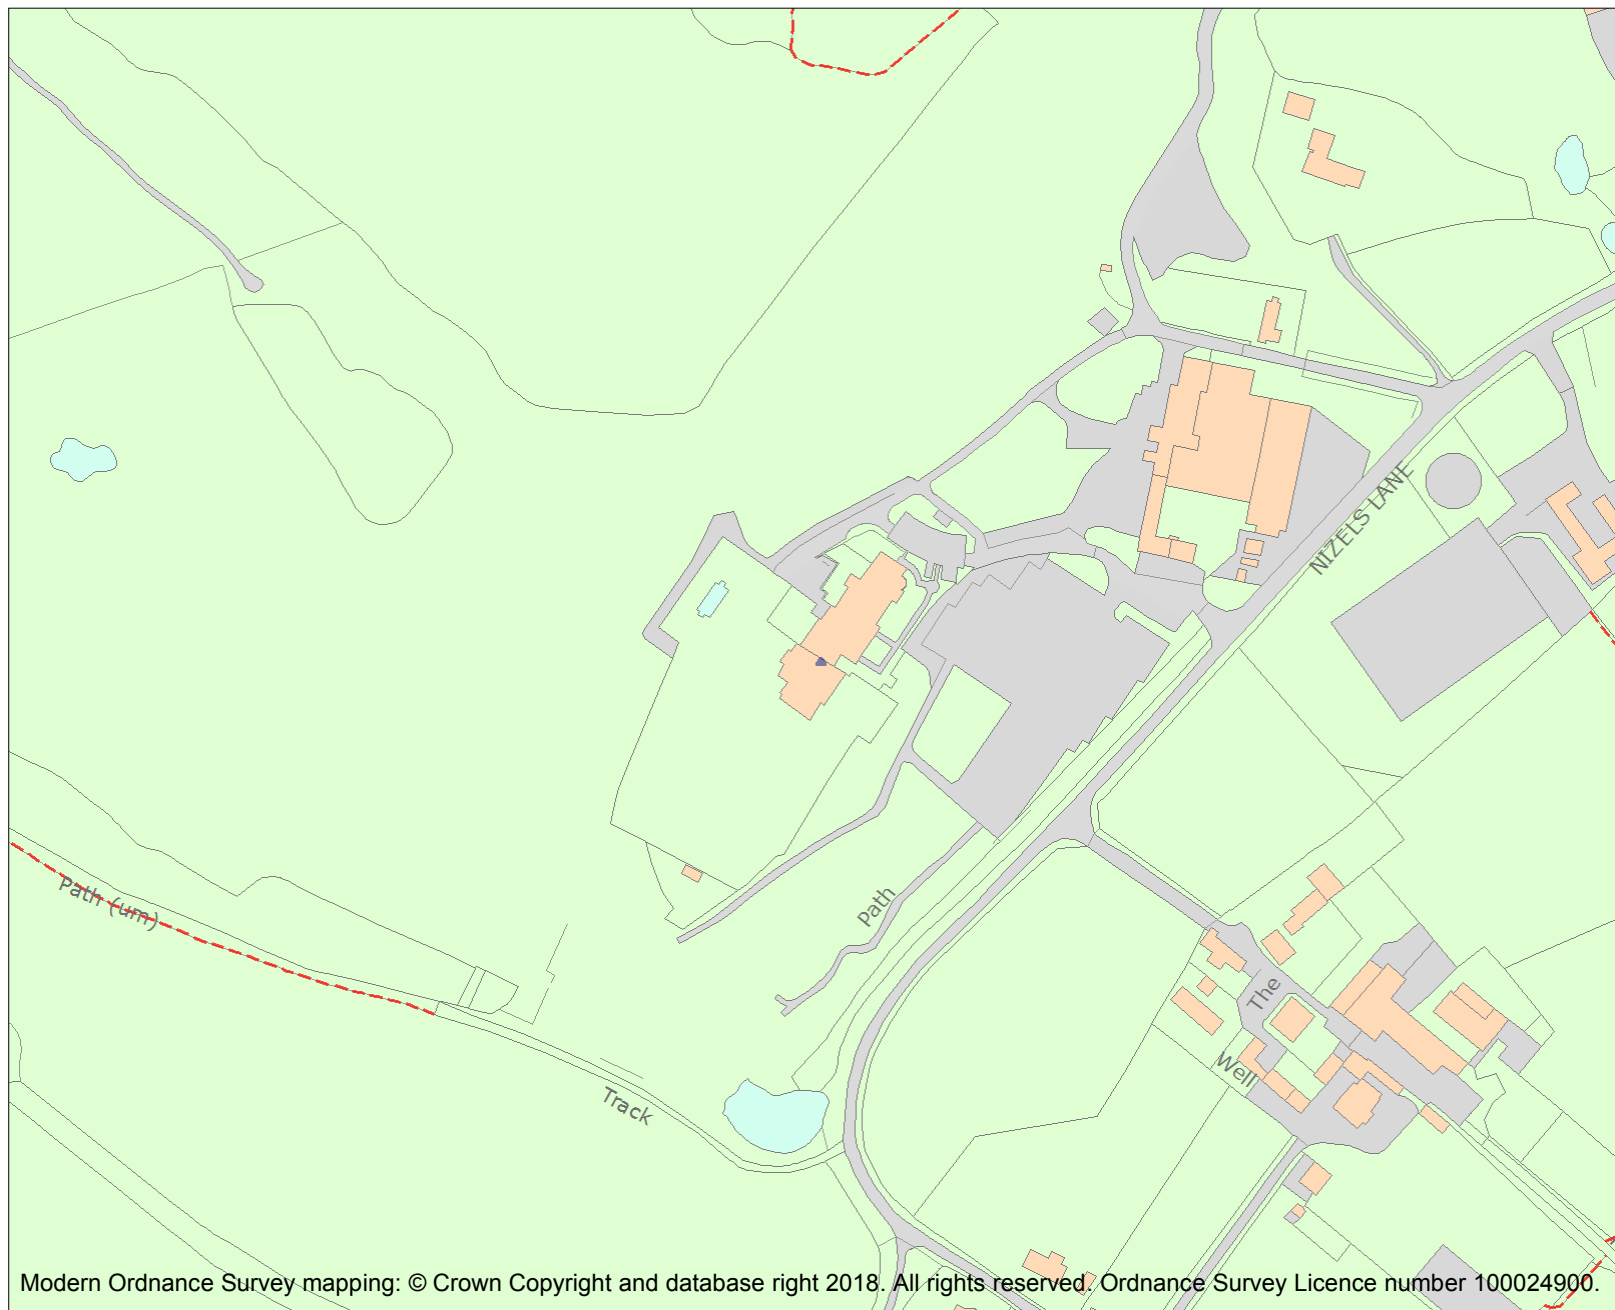 NIZELS LANE
Path (um)
Path
The
Well
Track
Modern Ordnance Survey mapping: © Crown Copyright and database right 2018. All rights reserved. Ordnance Survey Licence number 100024900.